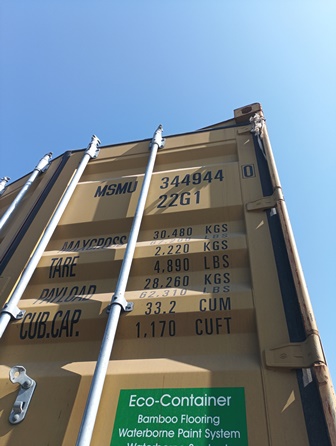 MSMU 344944 0
22G1
MAXGROSS 30,480 KGS
TARE 2,220 KGS
4,890 LBS
PAYLOAD 28,260 KGS
62,310 LBS
CUB.CAP. 33.2 CUM
1,170 CUFT
Eco-Container
Bamboo Flooring
Waterborne Paint System